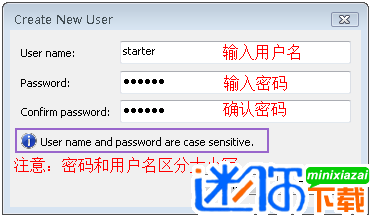 Create New User
User name: starter 输入用户名
Password: •••••• 输入密码
Confirm password: •••••• 确认密码
User name and password are case sensitive.
注意：密码和用户名区分大小写
minixiazai
迷你下载